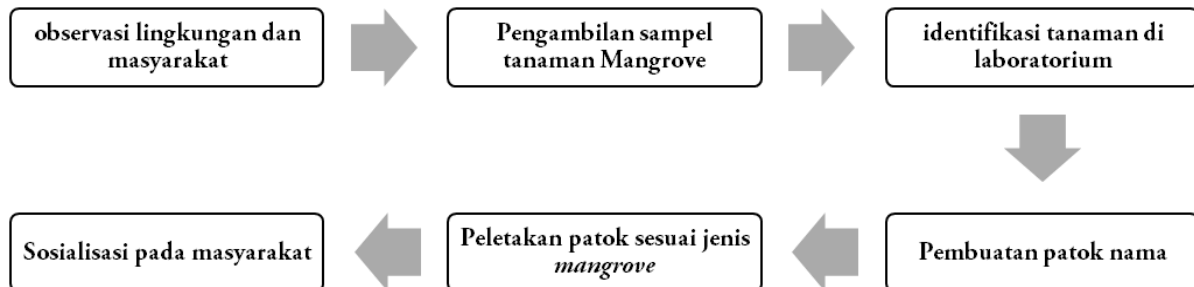 observasi lingkungan dan
masyarakat
Pengambilan sampel
tanaman Mangrove
identifikasi tanaman di
laboratorium
Pembuatan patok nama
Peletakan patok sesuai jenis
mangrove
Sosialisasi pada masyarakat